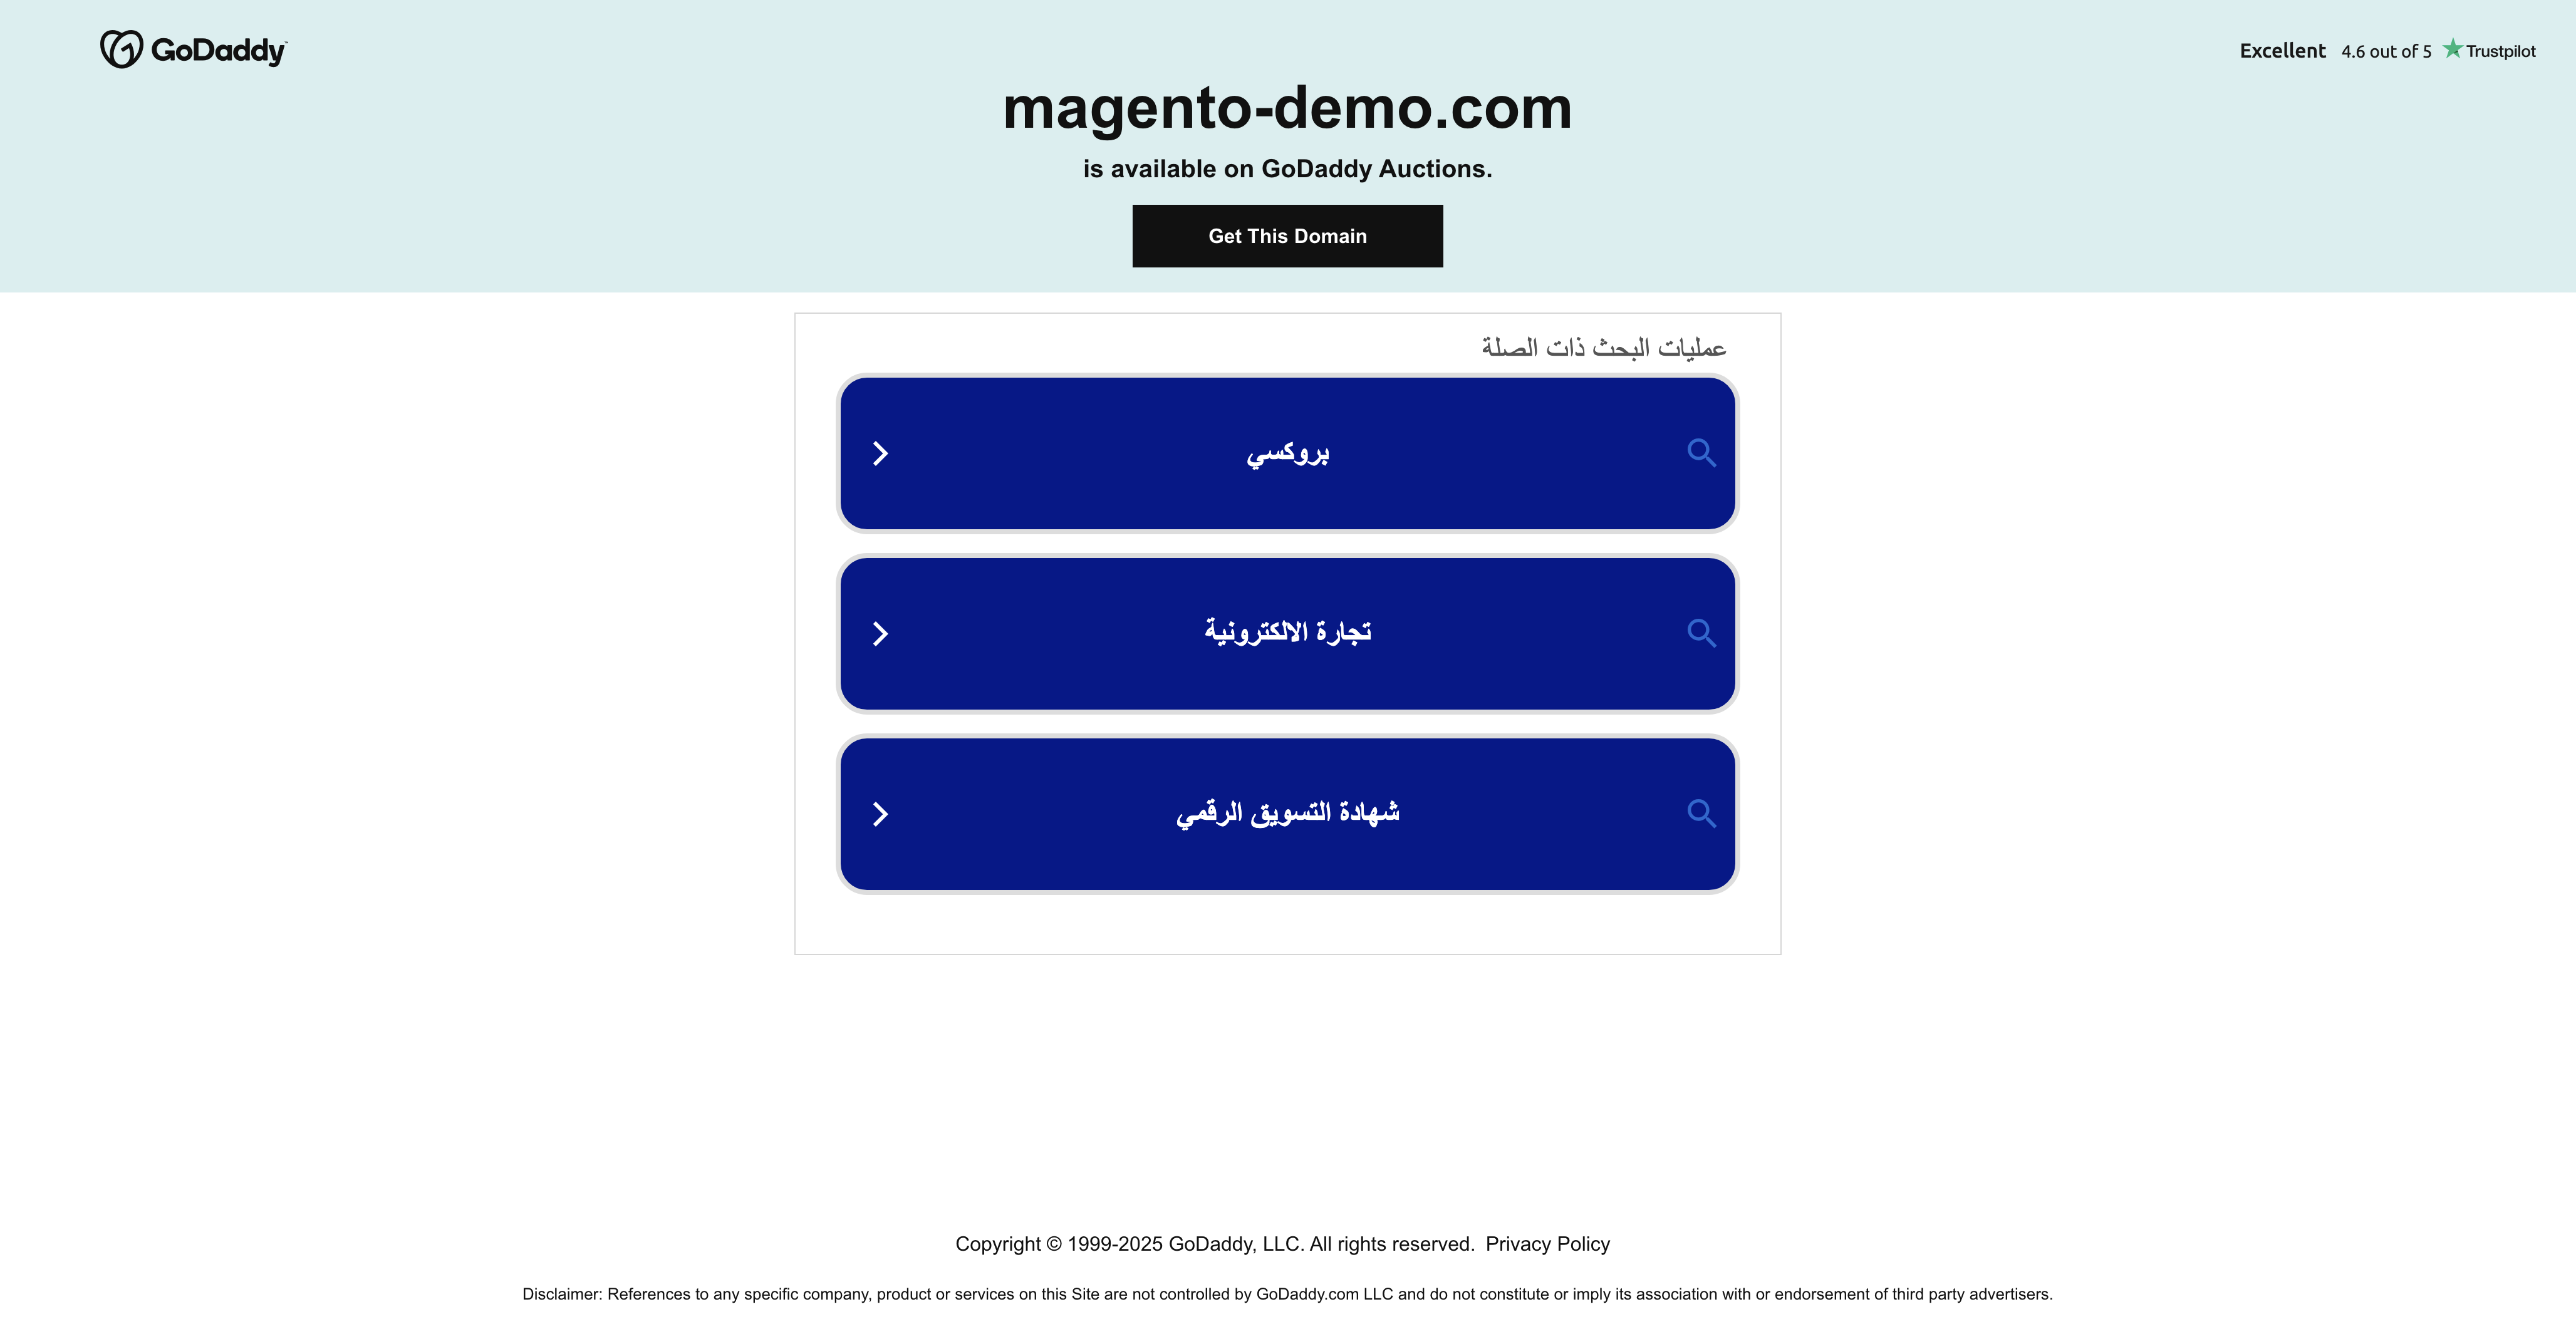 GoDaddy™
Excellent 4.6 out of 5 Trustpilot
magento-demo.com
is available on GoDaddy Auctions.
Get This Domain
عمليات البحث ذات الصلة
بروكسي
تجارة الالكترونية
شهادة التسويق الرقمي
Copyright © 1999-2025 GoDaddy, LLC. All rights reserved. Privacy Policy
Disclaimer: References to any specific company, product or services on this Site are not controlled by GoDaddy.com LLC and do not constitute or imply its association with or endorsement of third party advertisers.